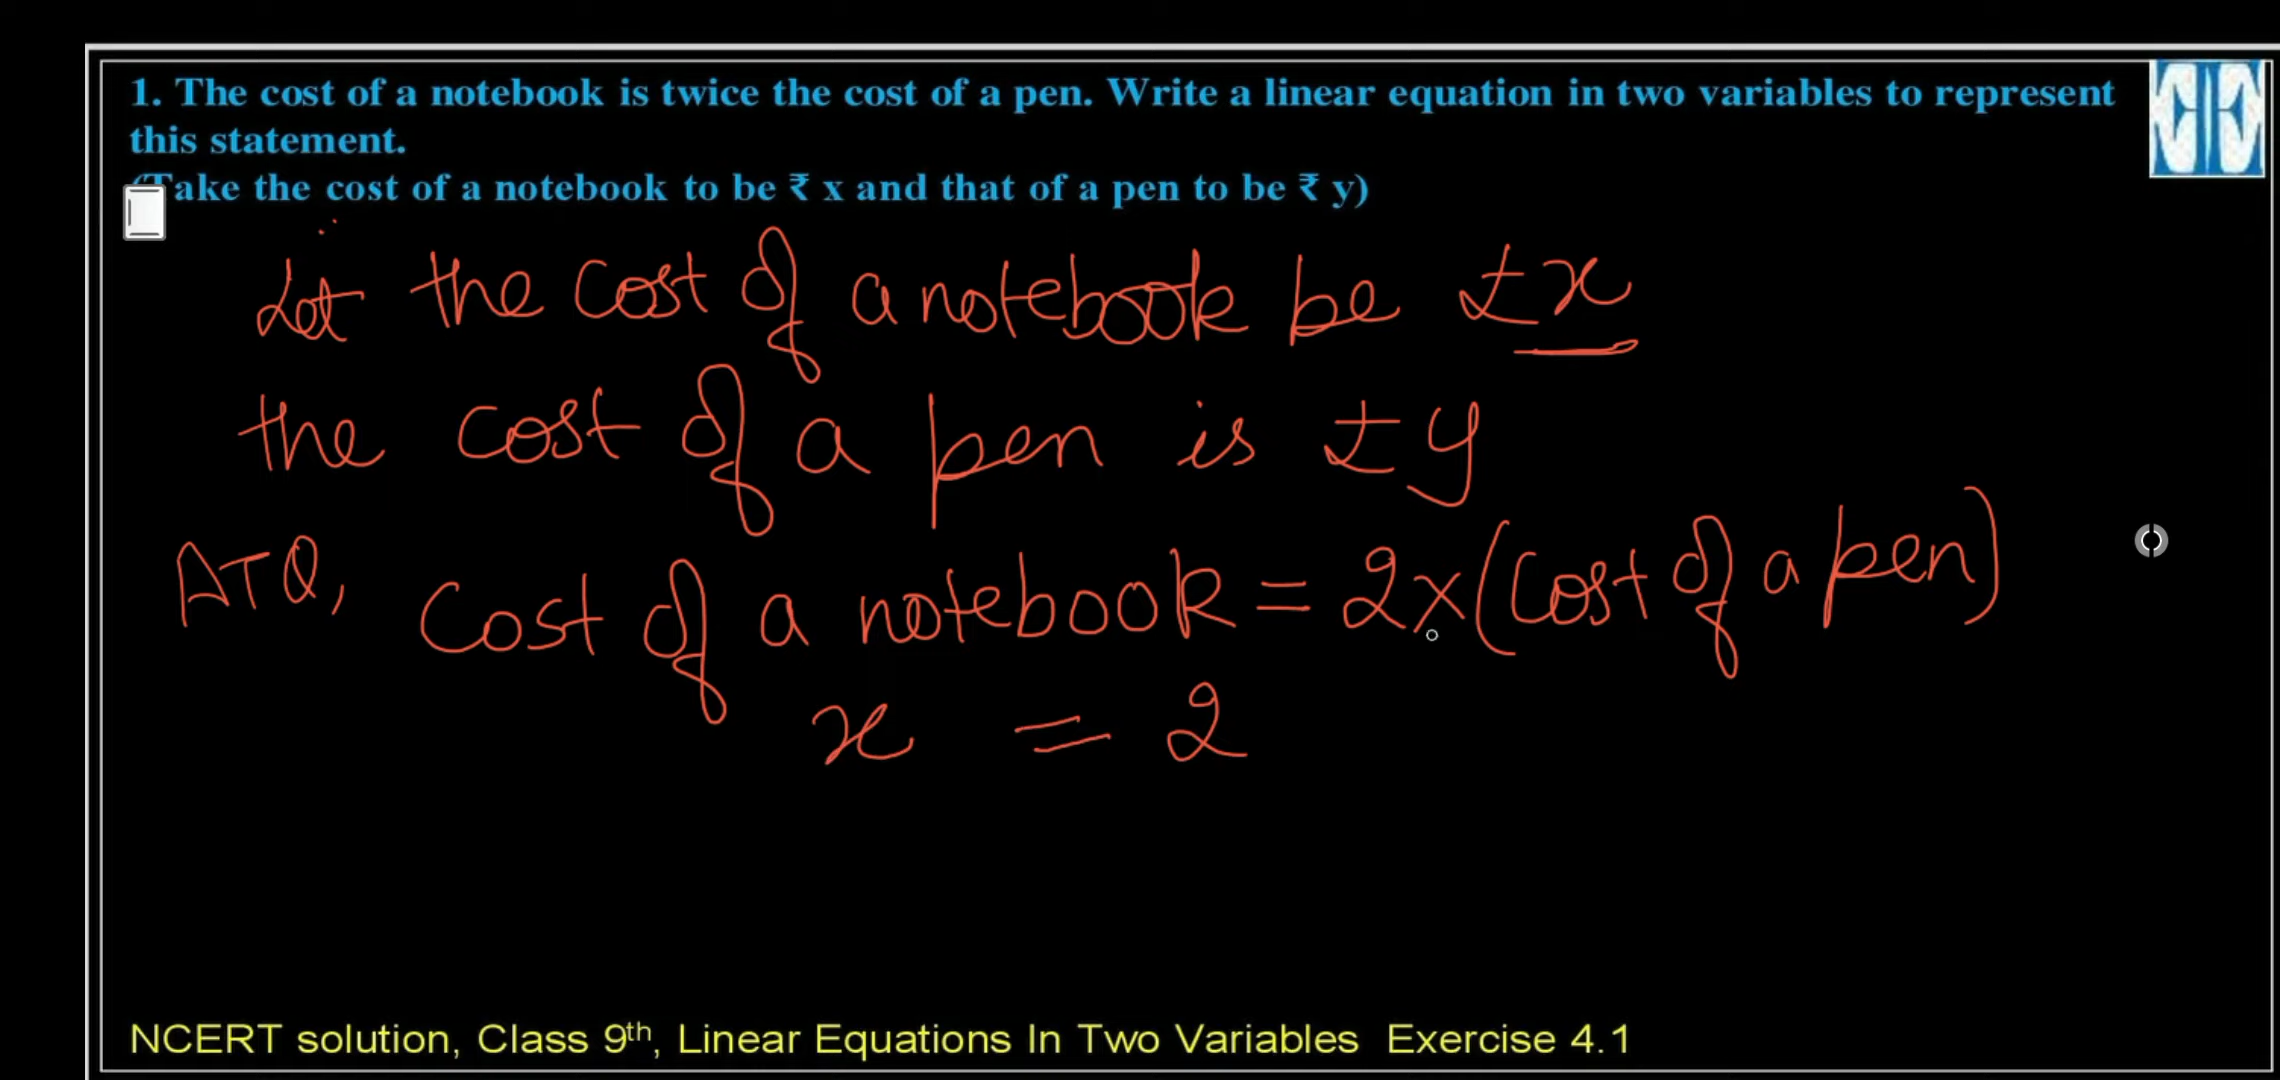 1. The cost of a notebook is twice the cost of a pen. Write a linear equation in two variables to represent
this statement.
(Take the cost of a notebook to be ₹ x and that of a pen to be ₹ y)
Let the cost of a notebook be ₹ x
the cost of a pen is ₹ y
ATQ, Cost of a notebook = 2x(Cost of a pen)
x = 2
NCERT solution, Class 9th, Linear Equations In Two Variables Exercise 4.1